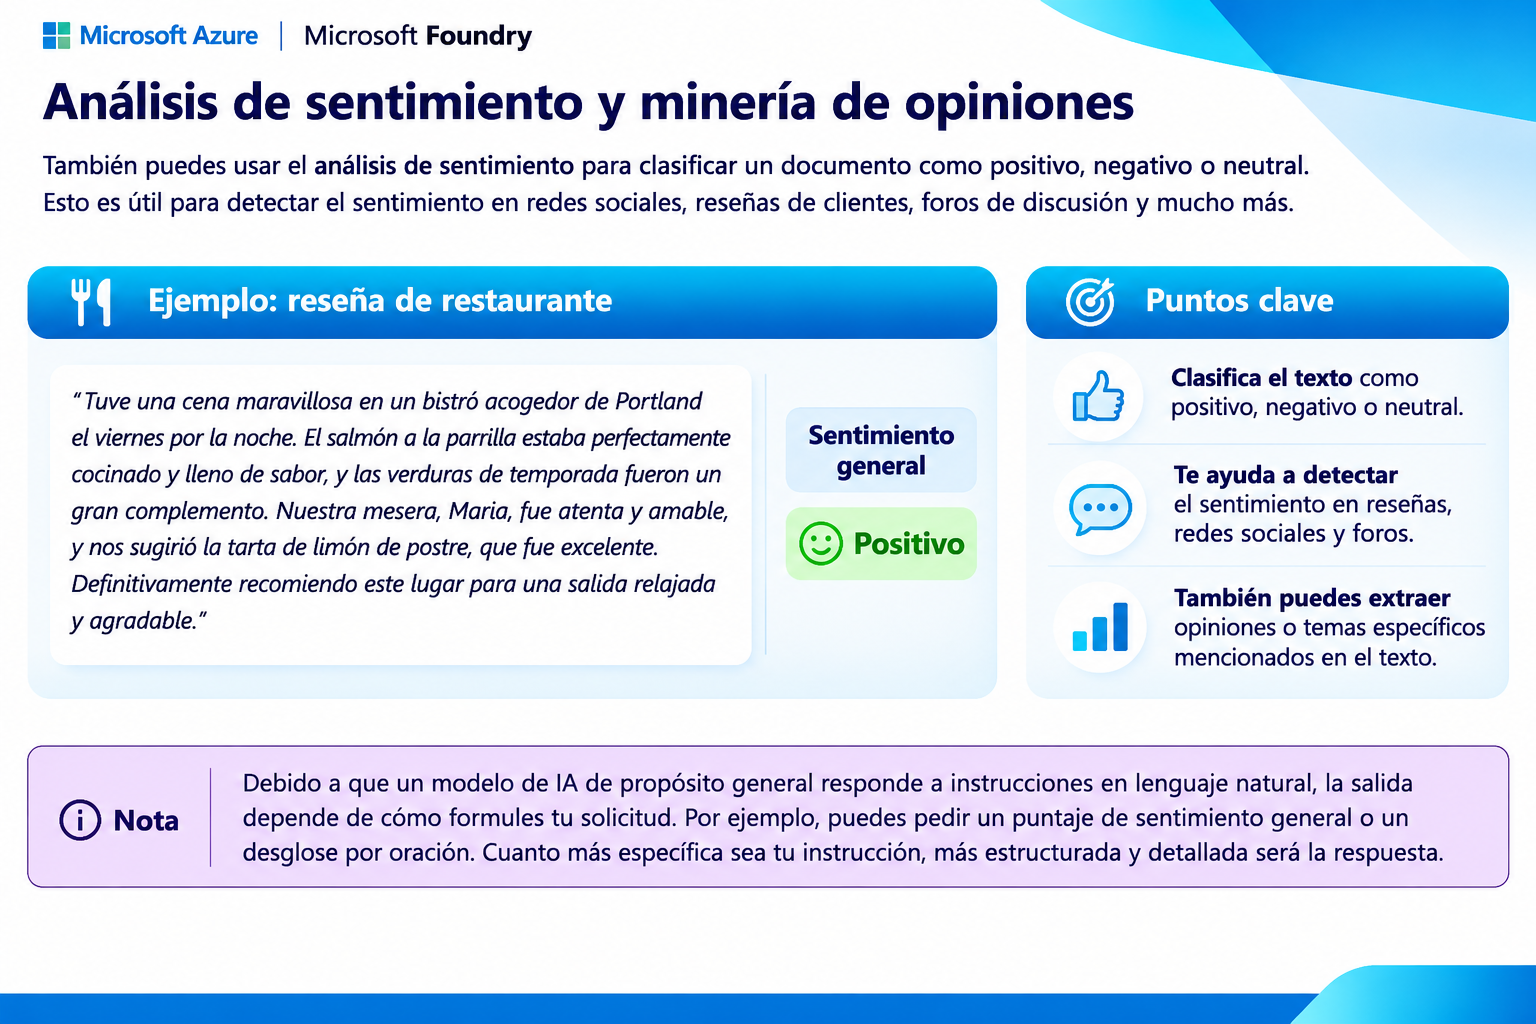 Microsoft Azure | Microsoft Foundry
Análisis de sentimiento y minería de opiniones
También puedes usar el análisis de sentimiento para clasificar un documento como positivo, negativo o neutral.
Esto es útil para detectar el sentimiento en redes sociales, reseñas de clientes, foros de discusión y mucho más.
Ejemplo: reseña de restaurante
“Tuve una cena maravillosa en un bistró acogedor de Portland
el viernes por la noche. El salmón a la parrilla estaba perfectamente
cocinado y lleno de sabor, y las verduras de temporada fueron un
gran complemento. Nuestra mesera, Maria, fue atenta y amable,
y nos sugirió la tarta de limón de postre, que fue excelente.
Definitivamente recomiendo este lugar para una salida relajada
y agradable.”
Sentimiento
general
Positivo
Puntos clave
Clasifica el texto como
positivo, negativo o neutral.
Te ayuda a detectar
el sentimiento en reseñas,
redes sociales y foros.
También puedes extraer
opiniones o temas específicos
mencionados en el texto.
Nota
Debido a que un modelo de IA de propósito general responde a instrucciones en lenguaje natural, la salida
depende de cómo formules tu solicitud. Por ejemplo, puedes pedir un puntaje de sentimiento general o un
desglose por oración. Cuanto más específica sea tu instrucción, más estructurada y detallada será la respuesta.